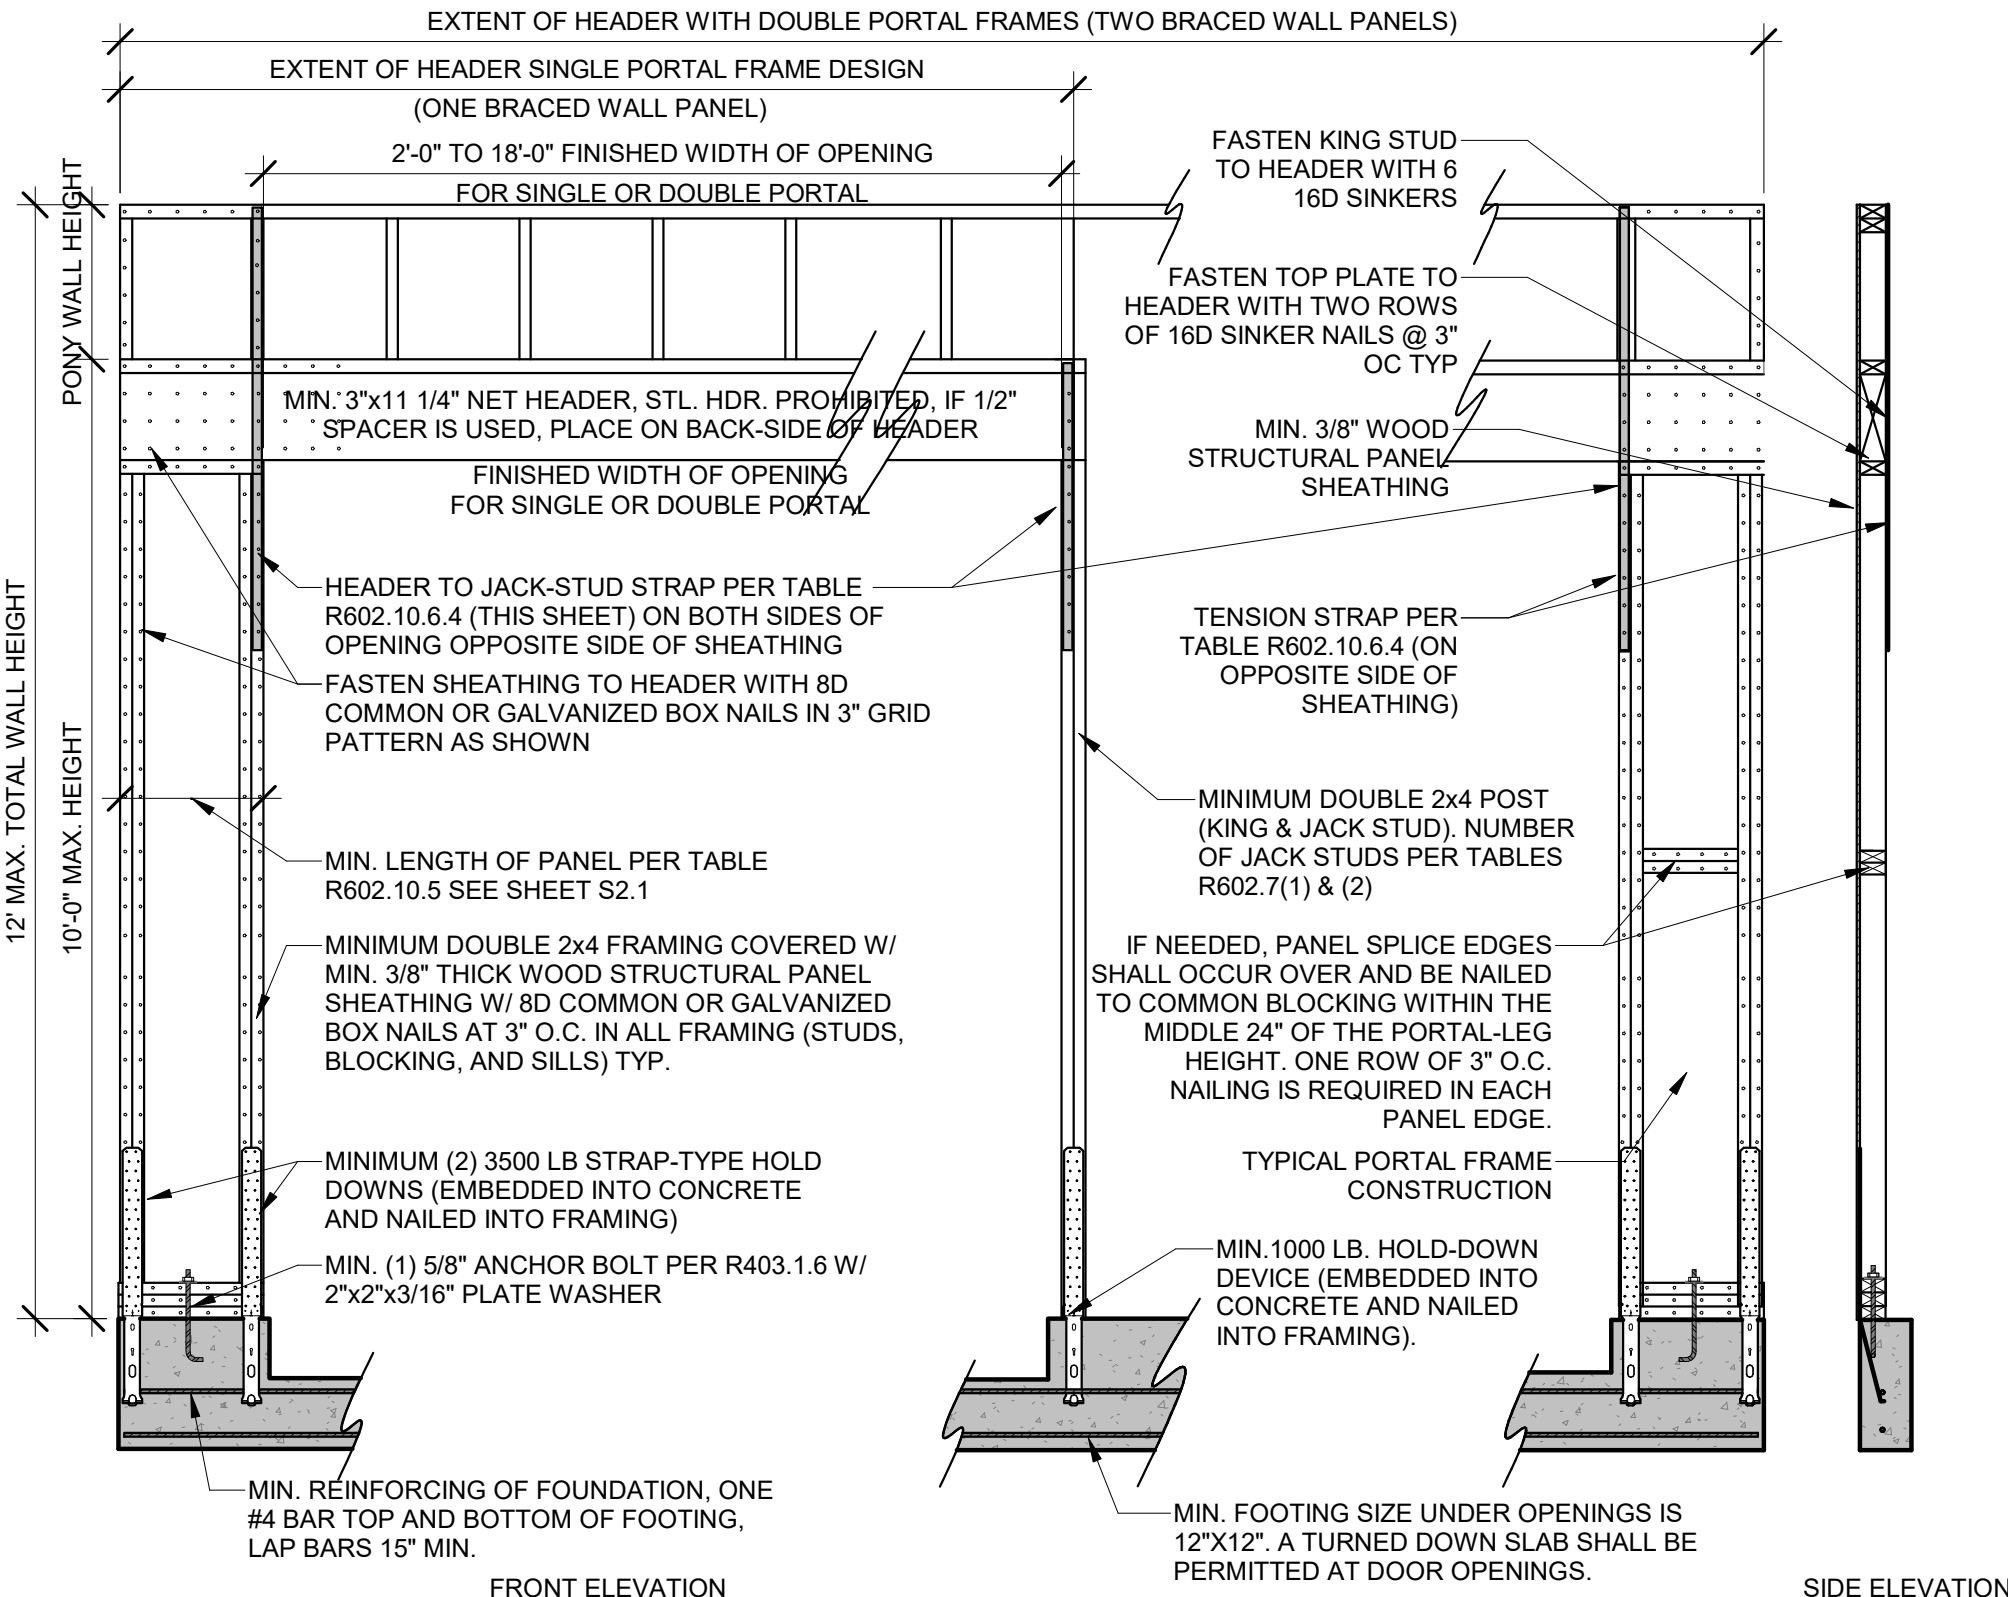 EXTENT OF HEADER WITH DOUBLE PORTAL FRAMES (TWO BRACED WALL PANELS)
EXTENT OF HEADER SINGLE PORTAL FRAME DESIGN
(ONE BRACED WALL PANEL)
2'-0" TO 18'-0" FINISHED WIDTH OF OPENING
FOR SINGLE OR DOUBLE PORTAL
FASTEN KING STUD
TO HEADER WITH 6
16D SINKERS
PONY WALL HEIGHT
FASTEN TOP PLATE TO
HEADER WITH TWO ROWS
OF 16D SINKER NAILS @ 3"
OC TYP
MIN. 3"x11 1/4" NET HEADER, STL. HDR. PROHIBITED, IF 1/2"
SPACER IS USED, PLACE ON BACK-SIDE OF HEADER
MIN. 3/8" WOOD
STRUCTURAL PANEL
SHEATHING
FINISHED WIDTH OF OPENING
FOR SINGLE OR DOUBLE PORTAL
12' MAX. TOTAL WALL HEIGHT
10'-0" MAX. HEIGHT
HEADER TO JACK-STUD STRAP PER TABLE
R602.10.6.4 (THIS SHEET) ON BOTH SIDES OF
OPENING OPPOSITE SIDE OF SHEATHING
TENSION STRAP PER
TABLE R602.10.6.4 (ON
OPPOSITE SIDE OF
SHEATHING)
FASTEN SHEATHING TO HEADER WITH 8D
COMMON OR GALVANIZED BOX NAILS IN 3" GRID
PATTERN AS SHOWN
MINIMUM DOUBLE 2x4 POST
(KING & JACK STUD). NUMBER
OF JACK STUDS PER TABLES
R602.7(1) & (2)
MIN. LENGTH OF PANEL PER TABLE
R602.10.5 SEE SHEET S2.1
MINIMUM DOUBLE 2x4 FRAMING COVERED W/
MIN. 3/8" THICK WOOD STRUCTURAL PANEL
SHEATHING W/ 8D COMMON OR GALVANIZED
BOX NAILS AT 3" O.C. IN ALL FRAMING (STUDS,
BLOCKING, AND SILLS) TYP.
IF NEEDED, PANEL SPLICE EDGES
SHALL OCCUR OVER AND BE NAILED
TO COMMON BLOCKING WITHIN THE
MIDDLE 24" OF THE PORTAL-LEG
HEIGHT. ONE ROW OF 3" O.C.
NAILING IS REQUIRED IN EACH
PANEL EDGE.
MINIMUM (2) 3500 LB STRAP-TYPE HOLD
DOWNS (EMBEDDED INTO CONCRETE
AND NAILED INTO FRAMING)
TYPICAL PORTAL FRAME
CONSTRUCTION
MIN. (1) 5/8" ANCHOR BOLT PER R403.1.6 W/
2"x2"x3/16" PLATE WASHER
MIN.1000 LB. HOLD-DOWN
DEVICE (EMBEDDED INTO
CONCRETE AND NAILED
INTO FRAMING).
MIN. REINFORCING OF FOUNDATION, ONE
#4 BAR TOP AND BOTTOM OF FOOTING,
LAP BARS 15" MIN.
MIN. FOOTING SIZE UNDER OPENINGS IS
12"X12". A TURNED DOWN SLAB SHALL BE
PERMITTED AT DOOR OPENINGS.
FRONT ELEVATION
SIDE ELEVATION